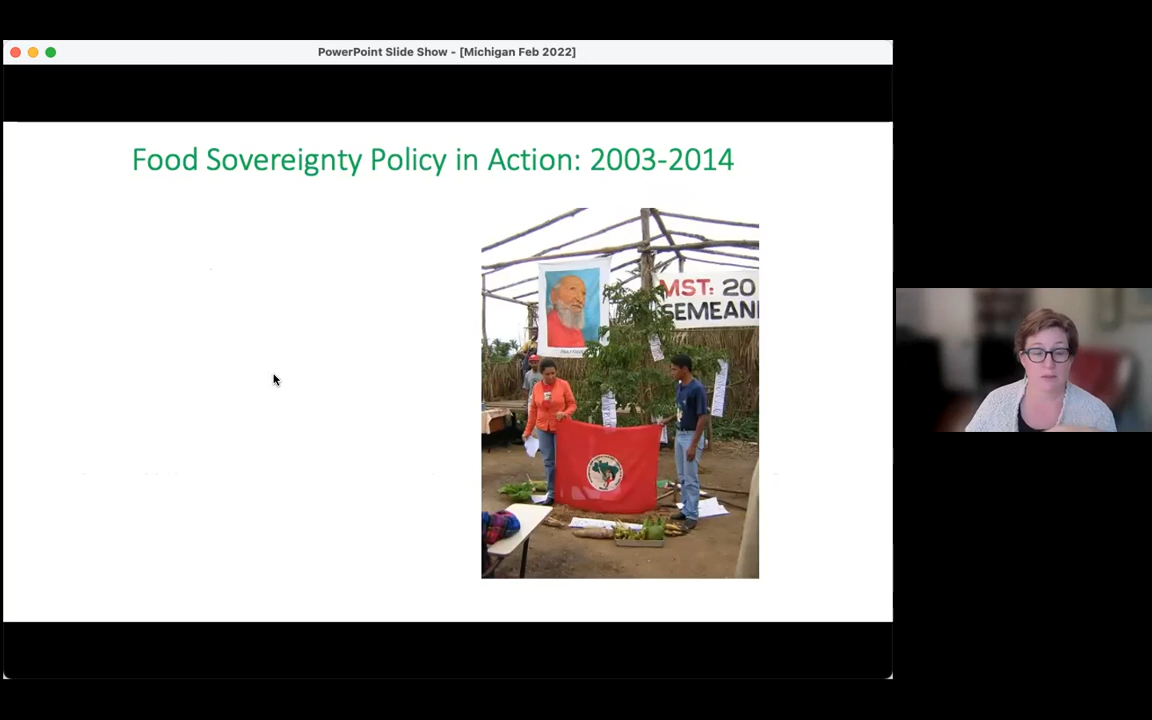 PowerPoint Slide Show - [Michigan Feb 2022]
Food Sovereignty Policy in Action: 2003-2014
MST: 20
SEMEAN